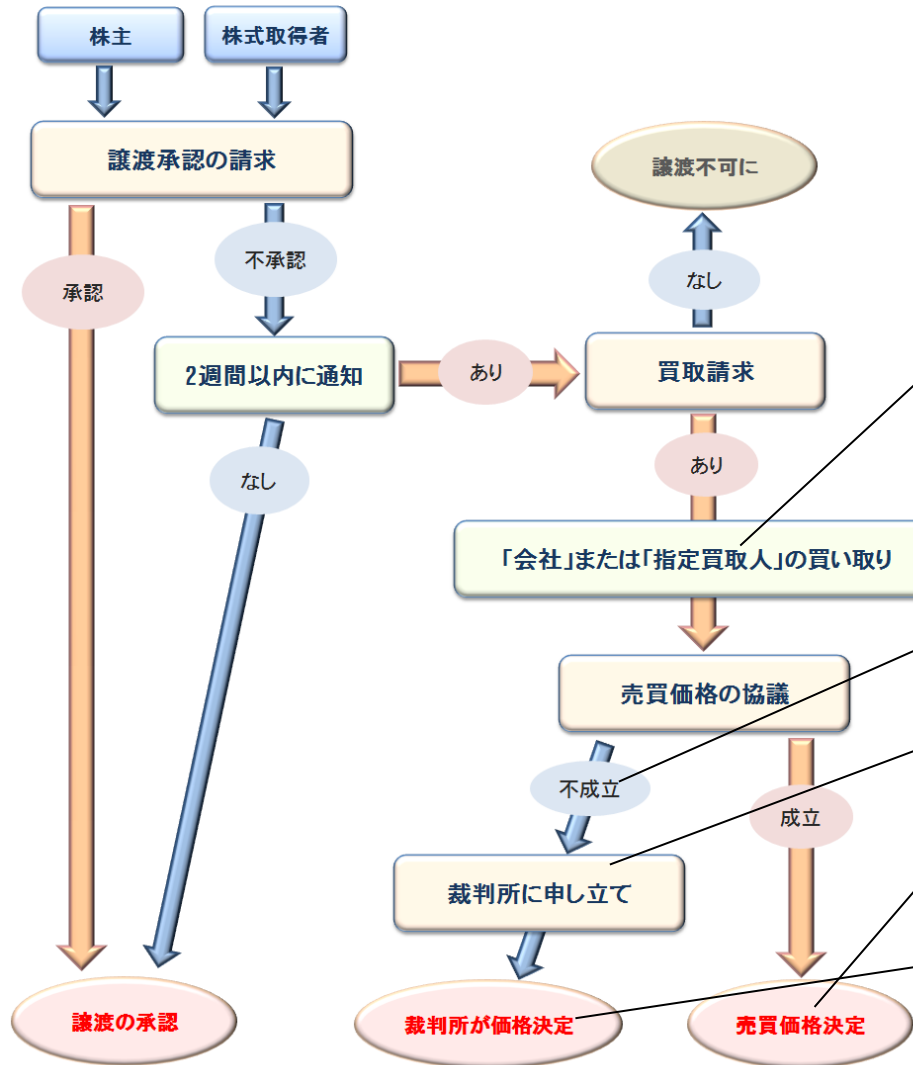 株主
株式取得者
譲渡承認の請求
譲渡不可に
不承認
承認
なし
2週間以内に通知
あり
買取請求
なし
あり
「会社」または「指定買取人」の買い取り
売買価格の協議
不成立
成立
裁判所に申し立て
譲渡の承認
裁判所が価格決定
売買価格決定